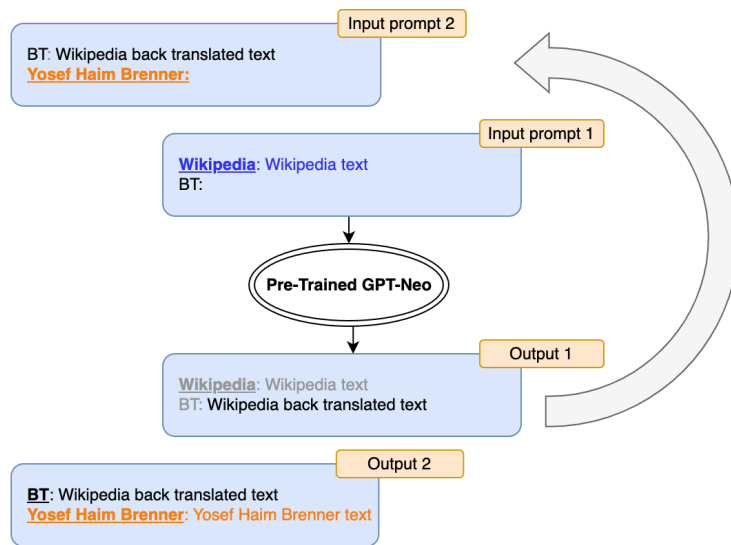 Input prompt 2
BT: Wikipedia back translated text
Yosef Haim Brenner:
Input prompt 1
Wikipedia: Wikipedia text
BT:
Pre-Trained GPT-Neo
Output 1
Wikipedia: Wikipedia text
BT: Wikipedia back translated text
Output 2
BT: Wikipedia back translated text
Yosef Haim Brenner: Yosef Haim Brenner text